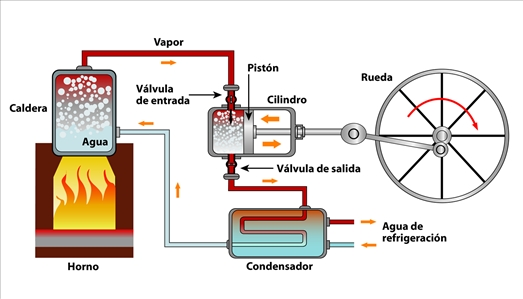 Vapor
Pistón
Válvula
de entrada
Cilindro
Rueda
Caldera
Agua
Válvula de salida
Agua de
refrigeración
Horno
Condensador